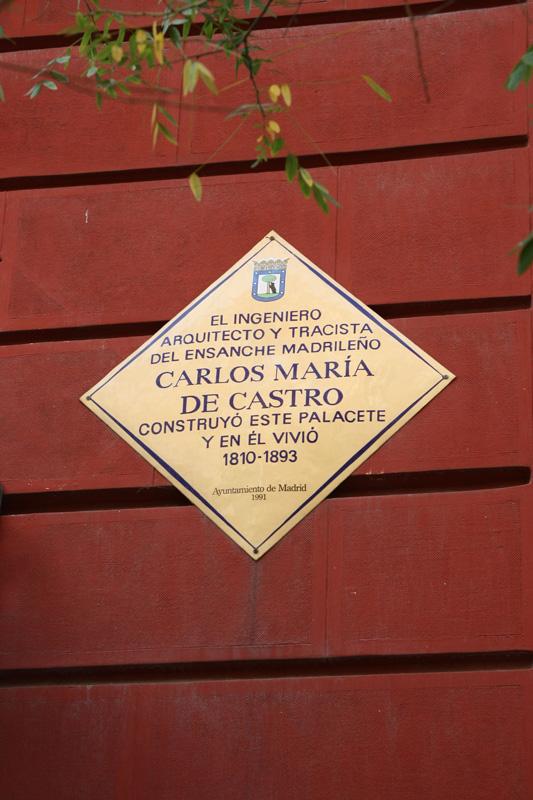 EL INGENIERO
ARQUITECTO Y TRACISTA
DEL ENSANCHE MADRILEÑO
CARLOS MARÍA
DE CASTRO
CONSTRUYÓ ESTE PALACETE
Y EN ÉL VIVIÓ
1810-1893
Ayuntamiento de Madrid
1991